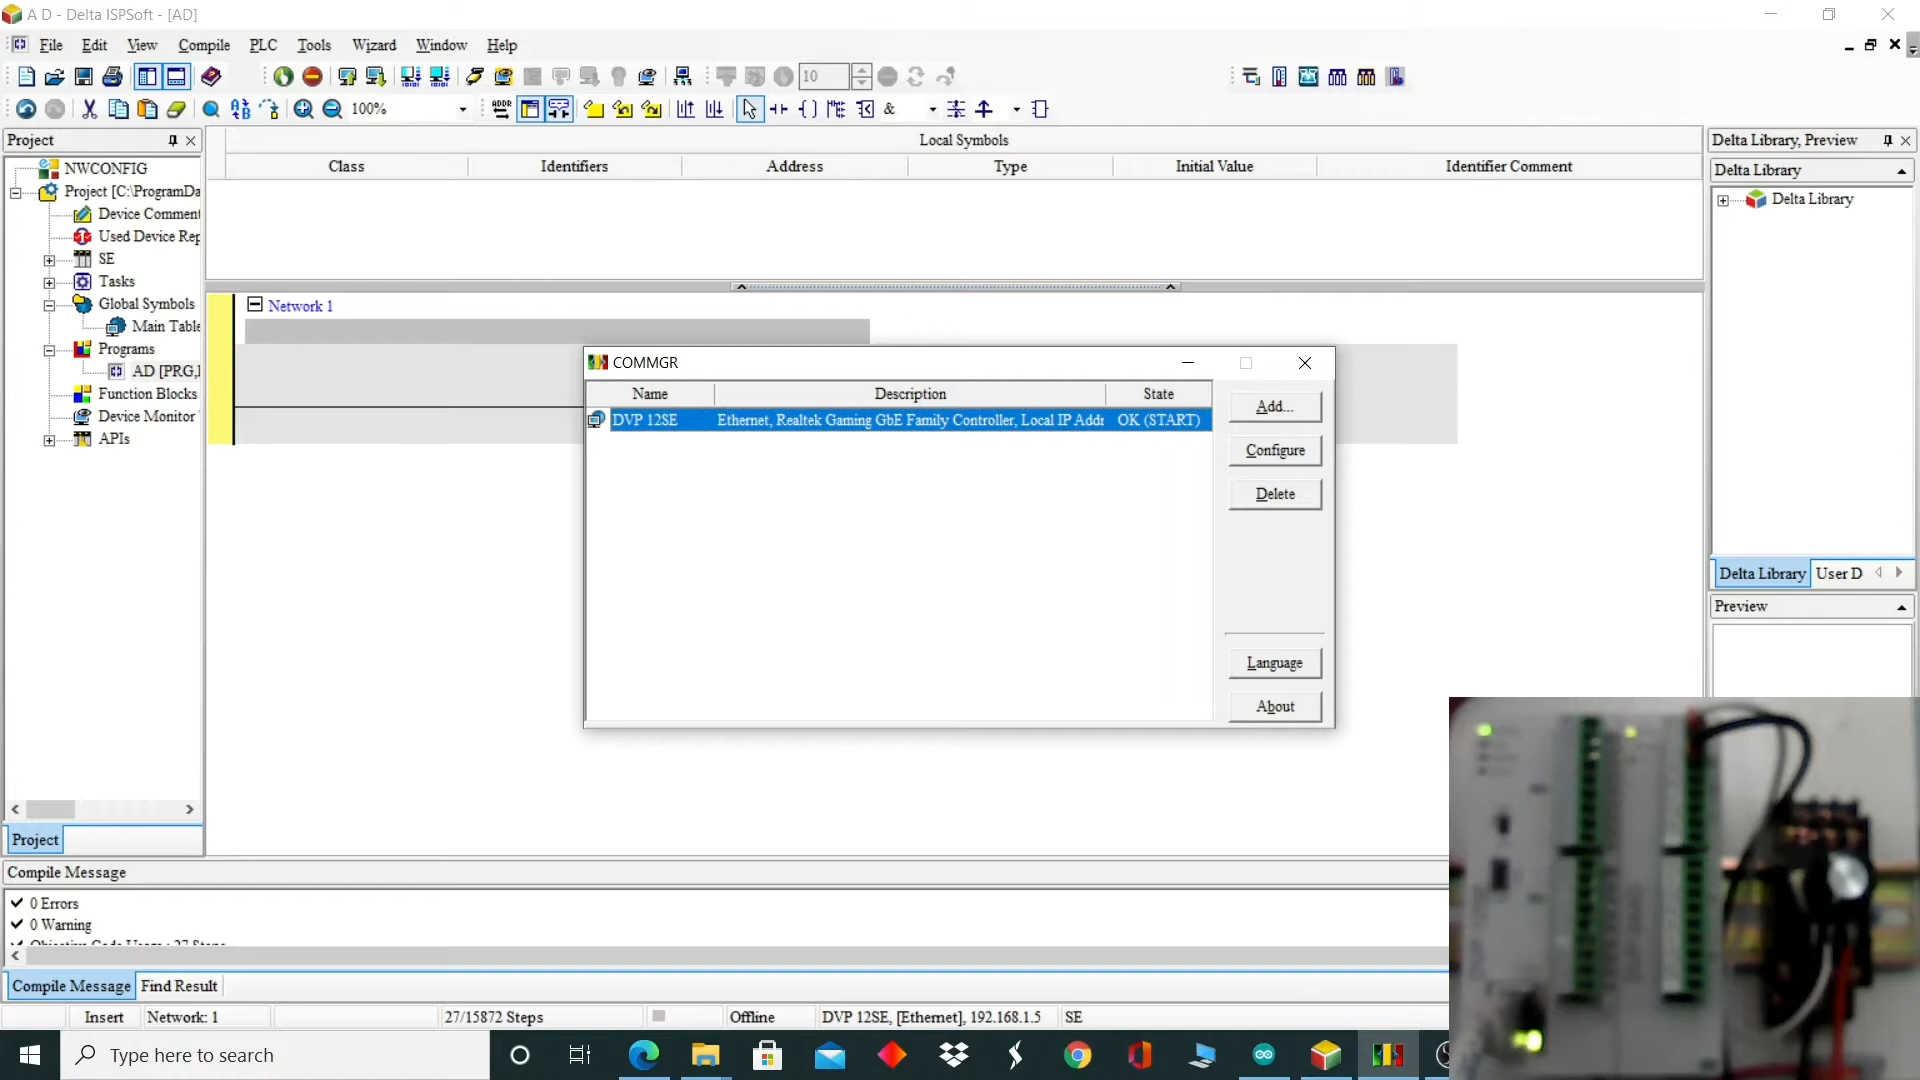 A D - Delta ISPSoft - [AD]
File Edit View Compile PLC Tools Wizard Window Help
10
100%
ADDR
&
Project
NWCONFIG
Project [C:\ProgramDa
Device Comment
Used Device Rep
SE
Tasks
Global Symbols
Main Table
Programs
AD [PRG,
Function Blocks
Device Monitor
APIs
Project
Local Symbols
Class Identifiers Address Type Initial Value Identifier Comment
Network 1
COMMGR
Name Description State
DVP 12SE Ethernet, Realtek Gaming GbE Family Controller, Local IP Addr OK (START)
Add...
Configure
Delete
Language
About
Delta Library, Preview
Delta Library
Delta Library
Delta Library User D
Preview
Compile Message
0 Errors
0 Warning
Compile Message Find Result
Insert Network: 1 27/15872 Steps Offline DVP 12SE, [Ethernet], 192.168.1.5 SE
Type here to search